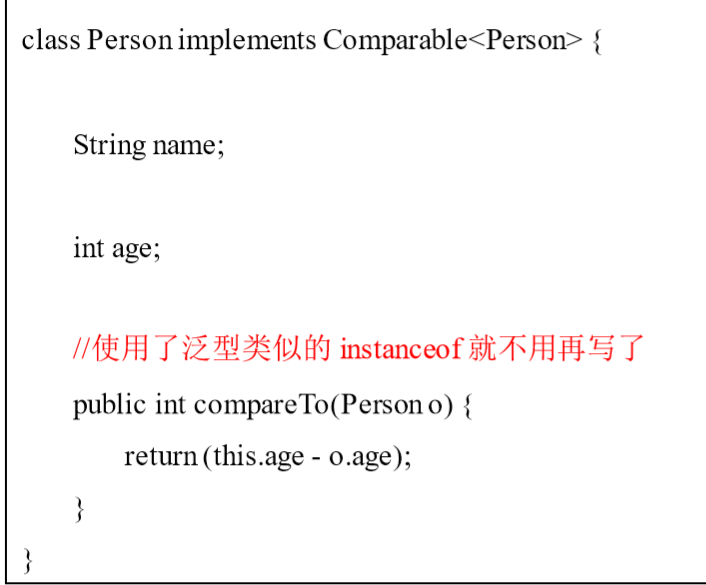 class Person implements Comparable<Person> {
String name;
int age;
//使用了泛型类似的 instanceof 就不用再写了
public int compareTo(Person o) {
return (this.age - o.age);
}
}